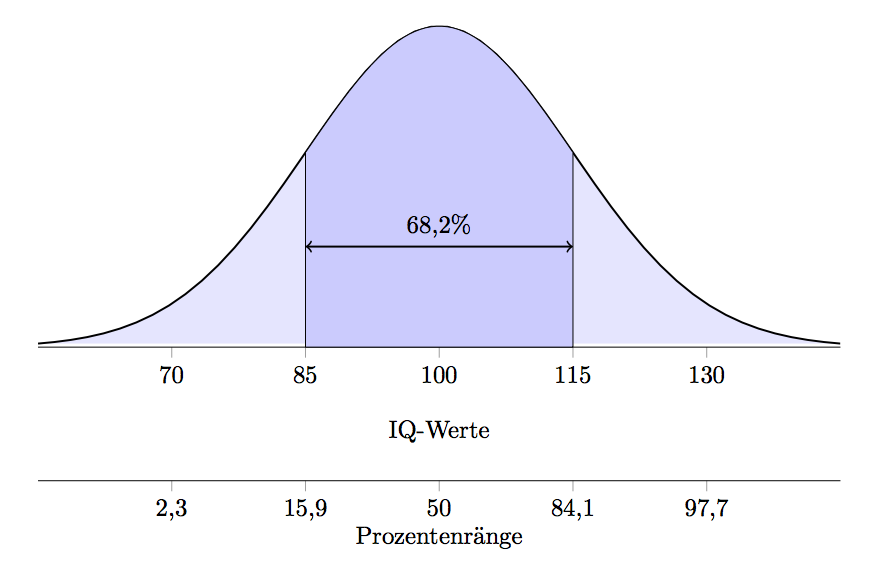 68,2%
70 85 100 115 130
IQ-Werte
2,3 15,9 50 84,1 97,7
Prozentenränge